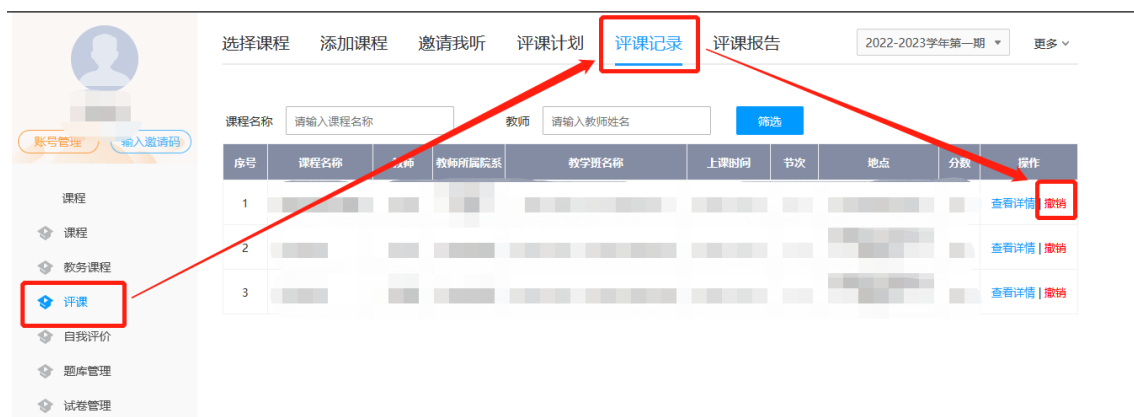 选择课程 添加课程 邀请我听 评课计划 评课记录 评课报告 2022-2023学年第一期 更多
课程名称 请输入课程名称 教师 请输入教师姓名 筛选
账号管理 输入邀请码
序号 课程名称 教师 教师所属院系 教学班名称 上课时间 节次 地点 分数 操作
1 查看详情 | 撤销
2 查看详情 | 撤销
3 查看详情 | 撤销
课程
课程
教务课程
评课
自我评价
题库管理
试卷管理